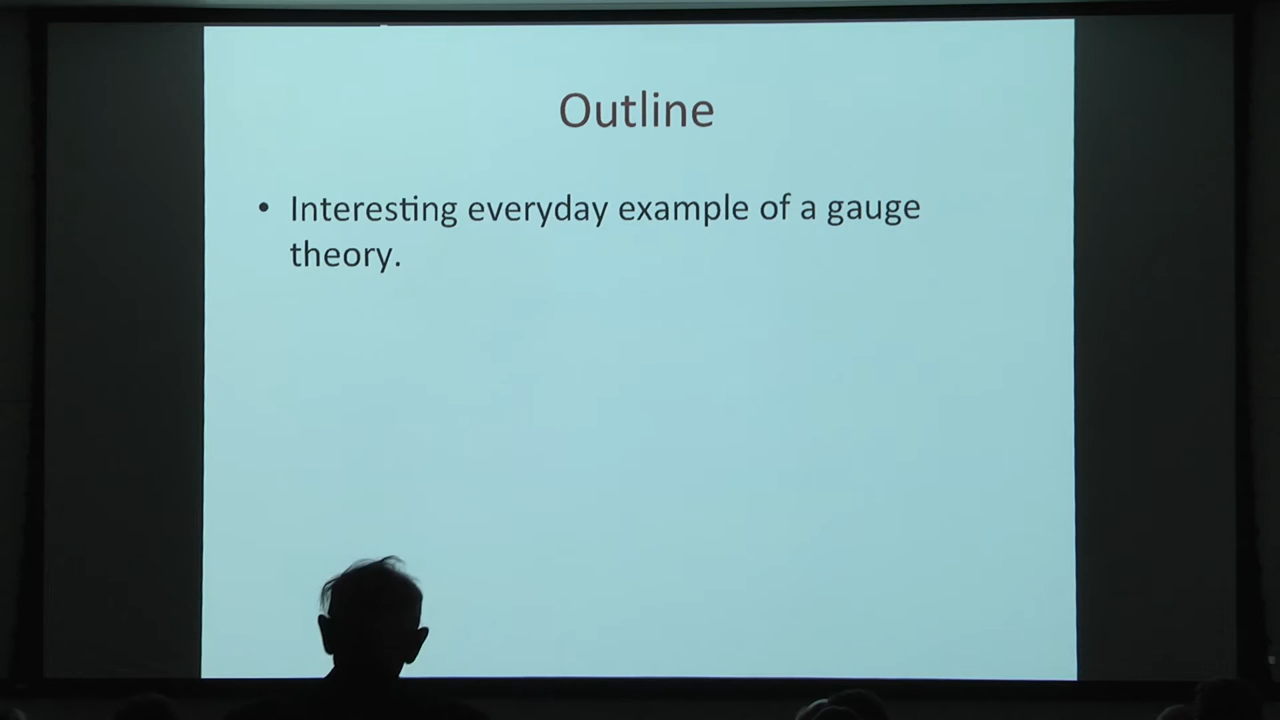 Outline
• Interesting everyday example of a gauge
theory.